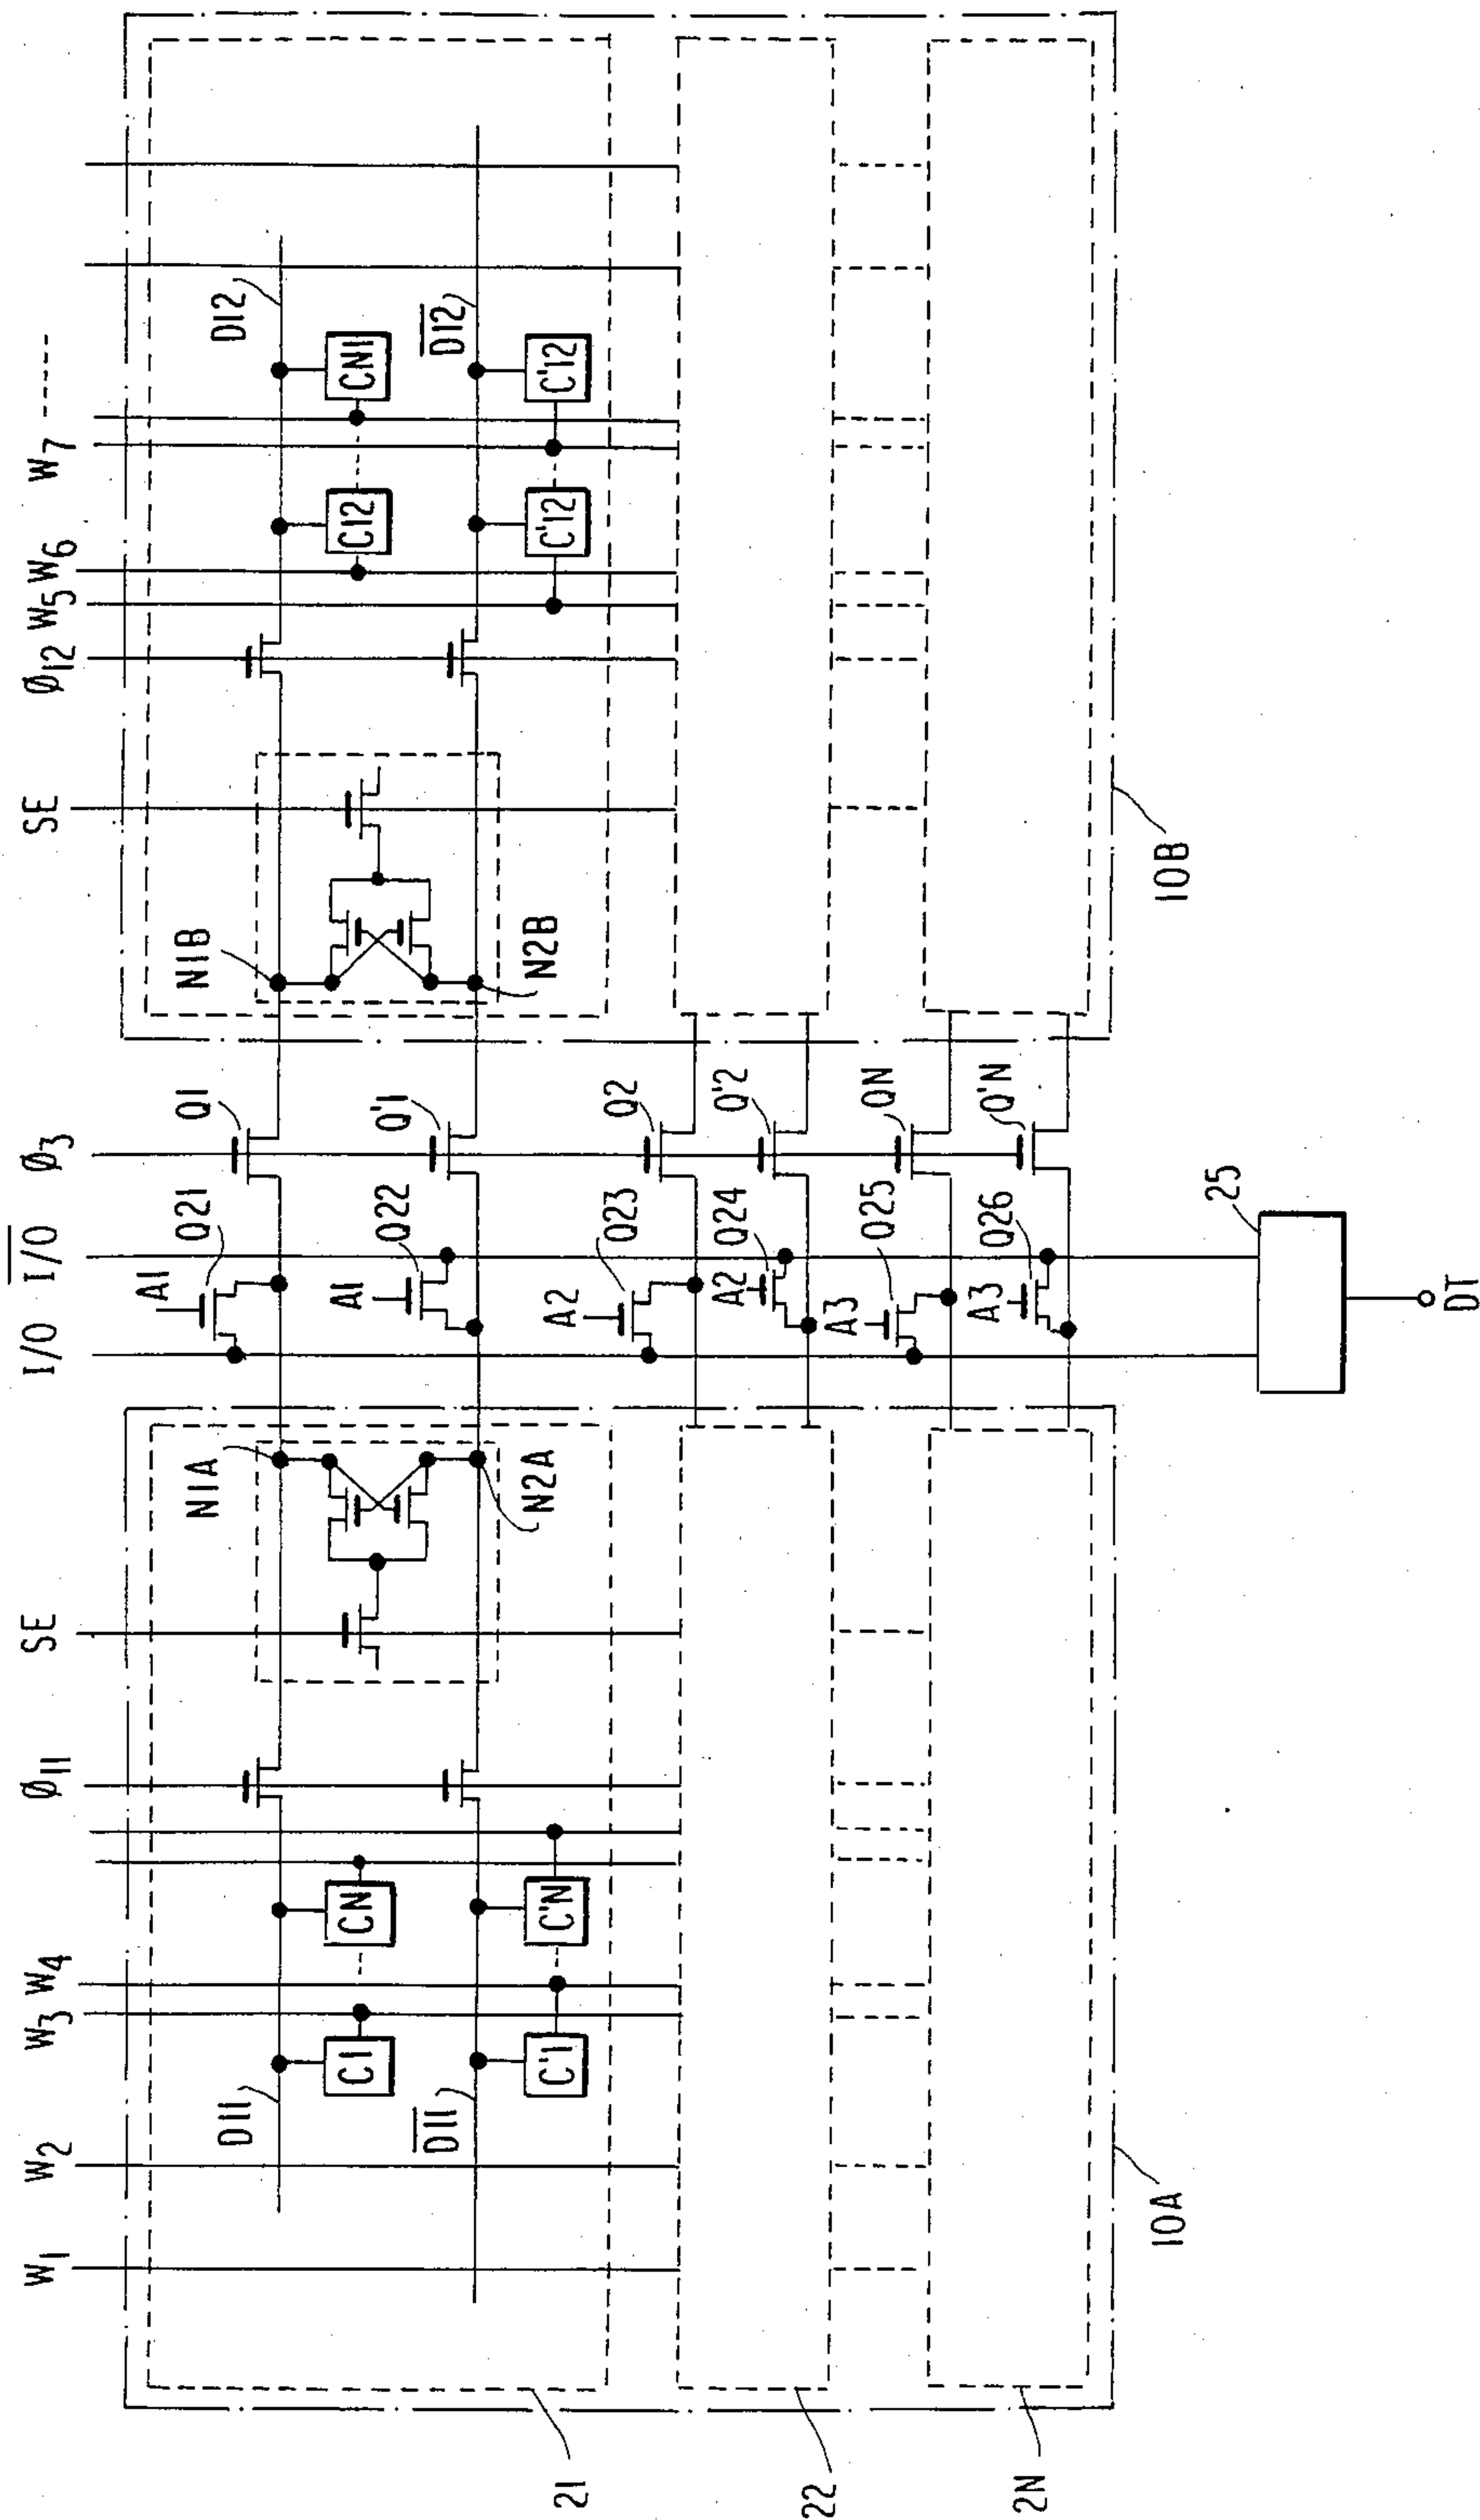 W1
W2
W3
W4
Ø11
SE
I/O
I/O
Ø3
SE
Ø12
W5
W6
W7
D11
C1
CN
N1A
A1
Q21
Q1
N1B
C12
CN1
D12
D11
C'1
C'N
N2A
A1
Q22
Q'1
N2B
C'12
C'12
D12
21
A2
Q23
Q2
22
A2
Q24
Q'2
A3
Q25
QN
2N
A3
Q26
Q'N
10A
10B
25
DT